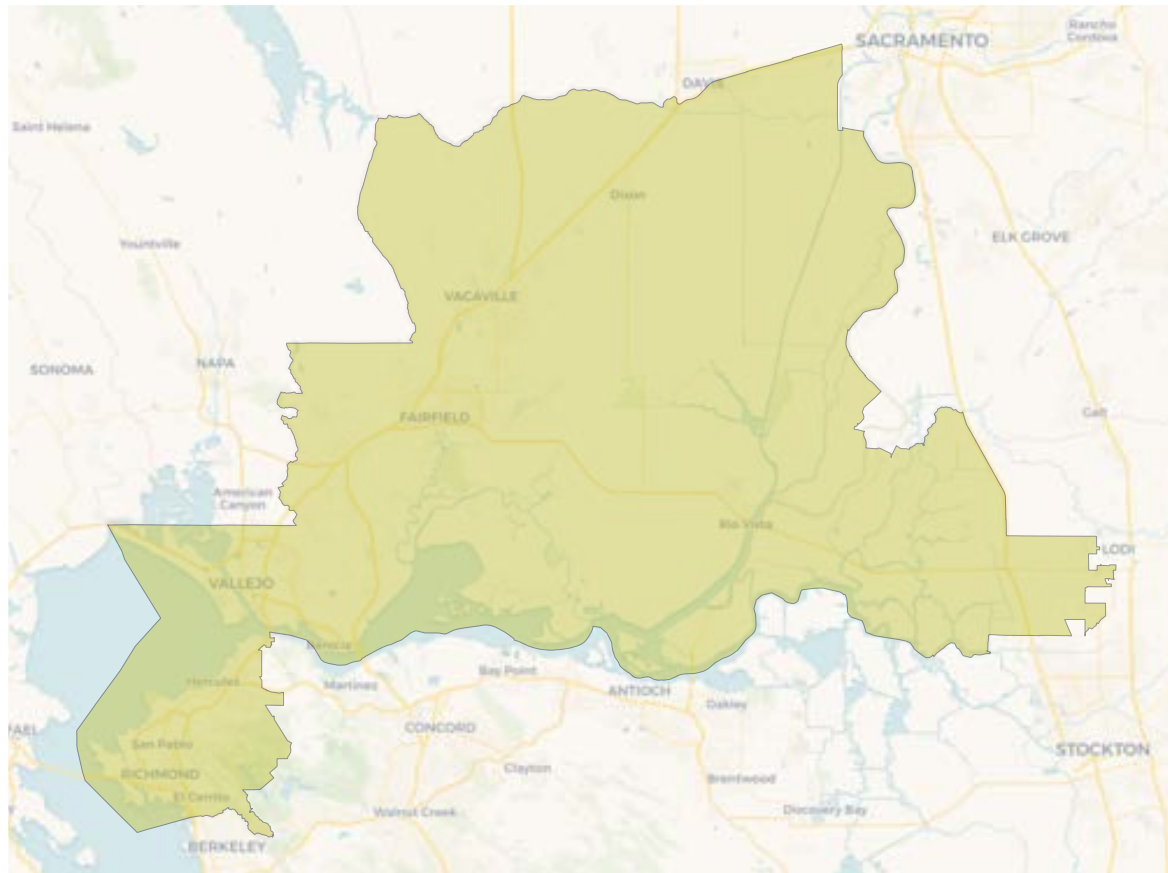 Rancho
Cordova
SACRAMENTO
DAVIS
Saint Helena
Dixon
Yountville
ELK GROVE
VACAVILLE
NAPA
SONOMA
Galt
FAIRFIELD
American
Canyon
Rio Vista
LODI
VALLEJO
Benicia
Bay Point
Martinez
Hercules
ANTIOCH
Oakley
CONCORD
AEL
San Pablo
STOCKTON
RICHMOND
Clayton
Brentwood
El Cerrito
Walnut Creek
Discovery Bay
BERKELEY